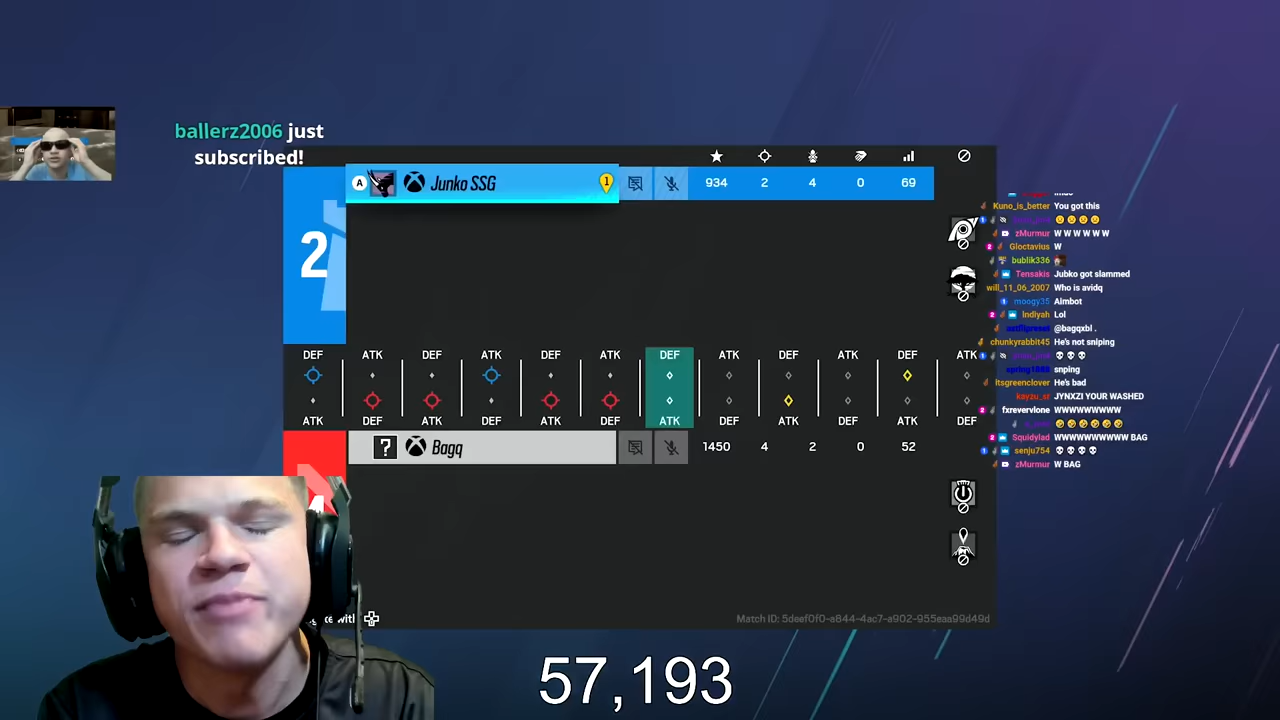 ballerz2006 just
subscribed!
A Junko SSG 1 934 2 4 0 69
2
DEF ATK DEF ATK DEF ATK DEF ATK DEF ATK DEF ATK
ATK DEF ATK DEF ATK DEF ATK DEF ATK DEF ATK DEF
? Bagq 1450 4 2 0 52
Match ID: 5deef0f0-a844-4ac7-a902-955eaa99d49d
57,193
Kuno_is_better You got this
zMurmur W W W W W W
Gloctavius W
bublik336
Tensakis Jubko got slammed
will_11_06_2007 Who is avidq
moogy35 Aimbot
Indiyah Lol
@bagqxbl .
chunkyrabbit45 He's not sniping
spring1888 snping
itsgreenclover He's bad
kayzu_sr JYNXZI YOUR WASHED
fxrevervlone WWWWWWWWW
Squidylad WWWWWWWWWW BAG
senju754
zMurmur W BAG